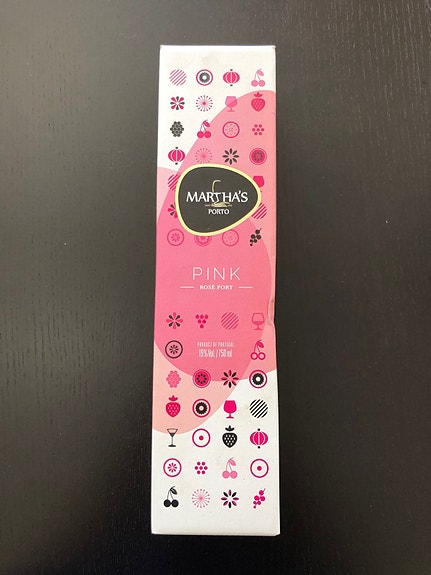 MARTHA'S
PORTO
PINK
ROSÉ PORT
PRODUCT OF PORTUGAL
19%Vol. / 750 ml